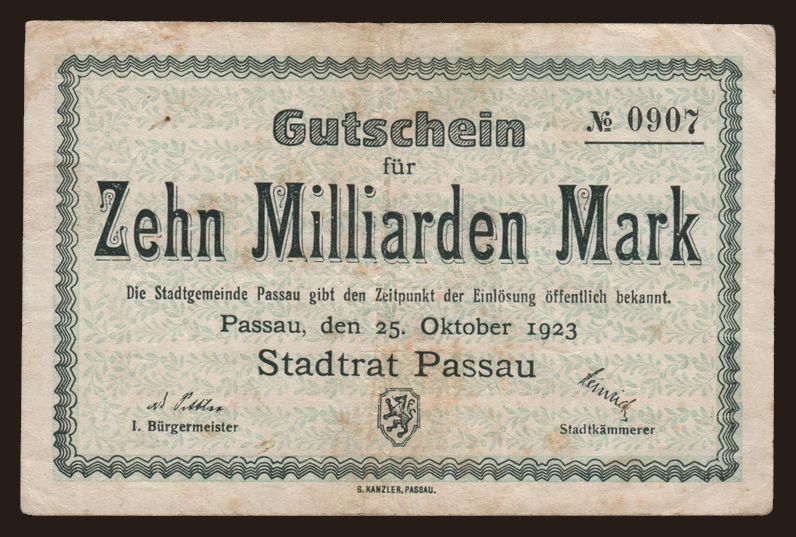 Gutschein
№ 0907
für
Zehn Milliarden Mark
Die Stadtgemeinde Passau gibt den Zeitpunkt der Einlösung öffentlich bekannt.
Passau, den 25. Oktober 1923
Stadtrat Passau
I. Bürgermeister
Stadtkämmerer
G. KANZLER, PASSAU.